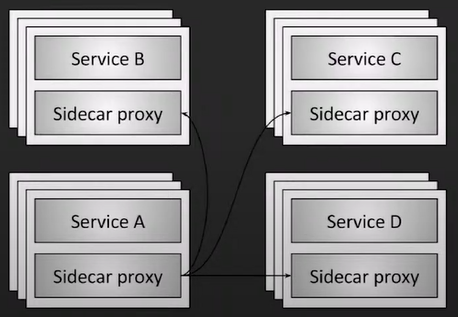 Service B
Sidecar proxy
Service C
Sidecar proxy
Service A
Sidecar proxy
Service D
Sidecar proxy